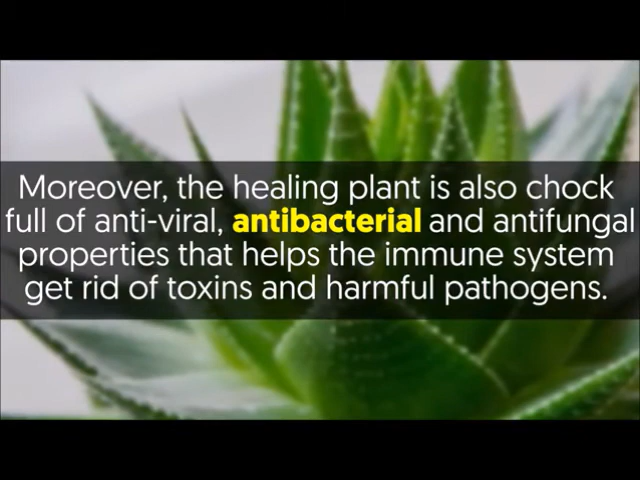 Moreover, the healing plant is also chock
full of anti-viral, antibacterial and antifungal
properties that helps the immune system
get rid of toxins and harmful pathogens.